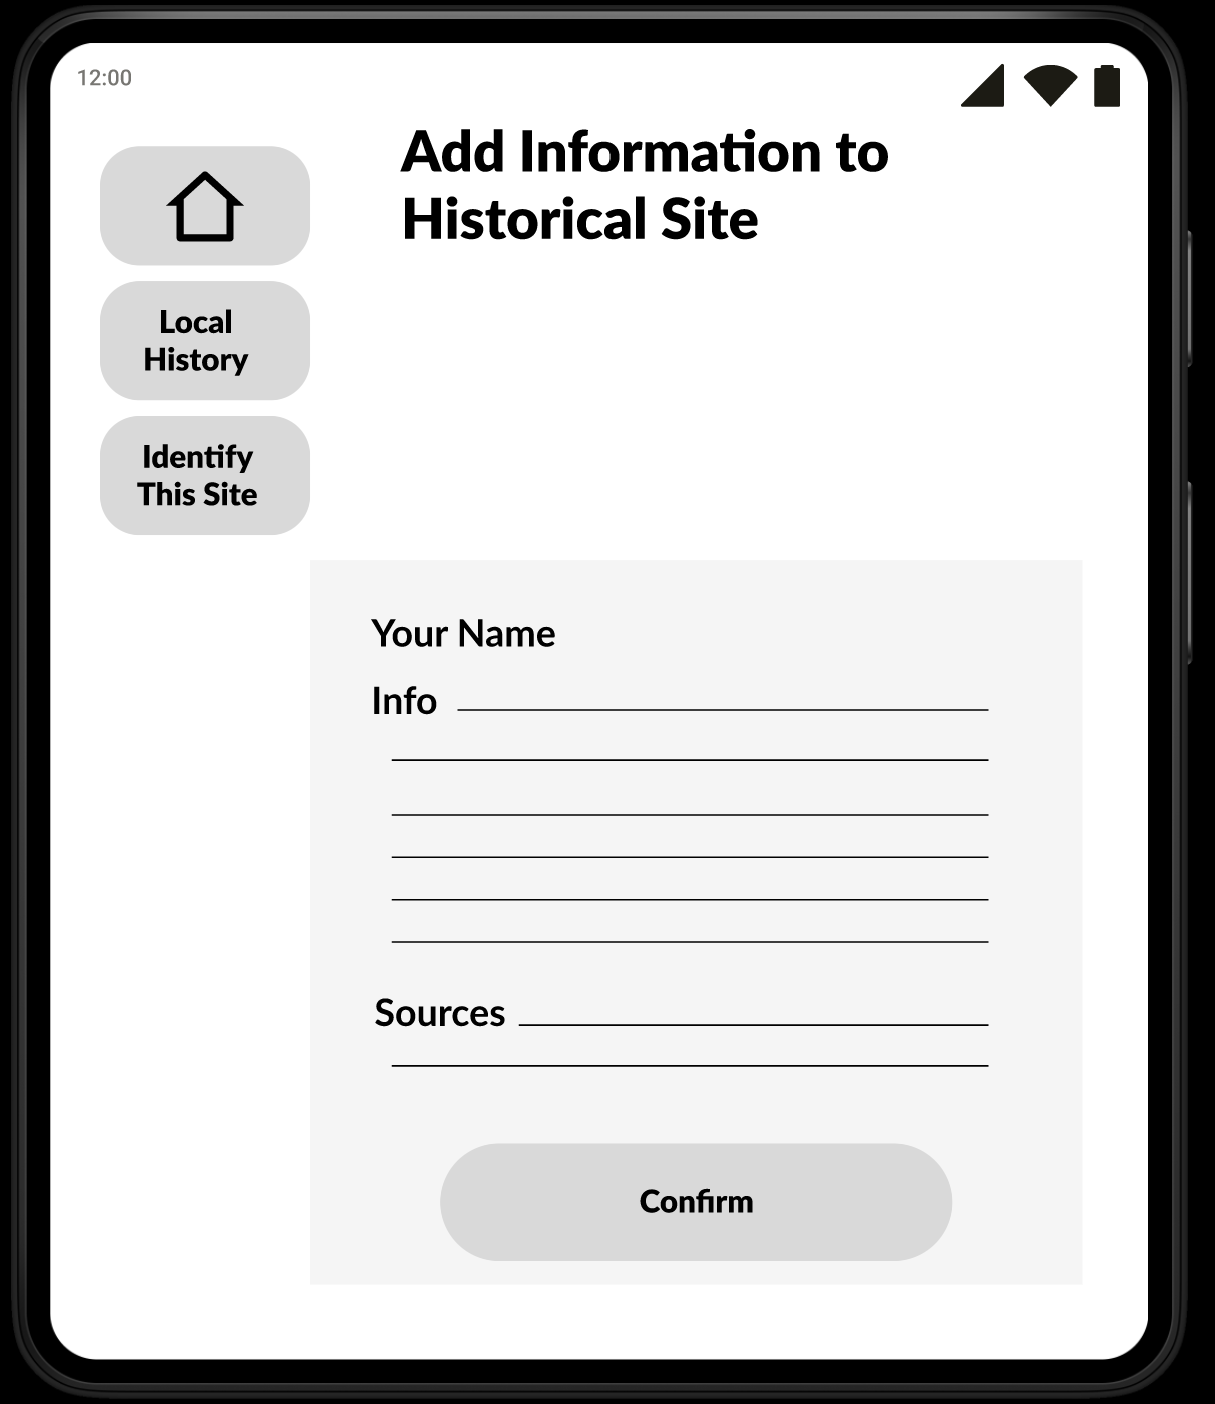 12:00
Add Information to
Historical Site
Local
History
Identify
This Site
Your Name
Info
Sources
Confirm